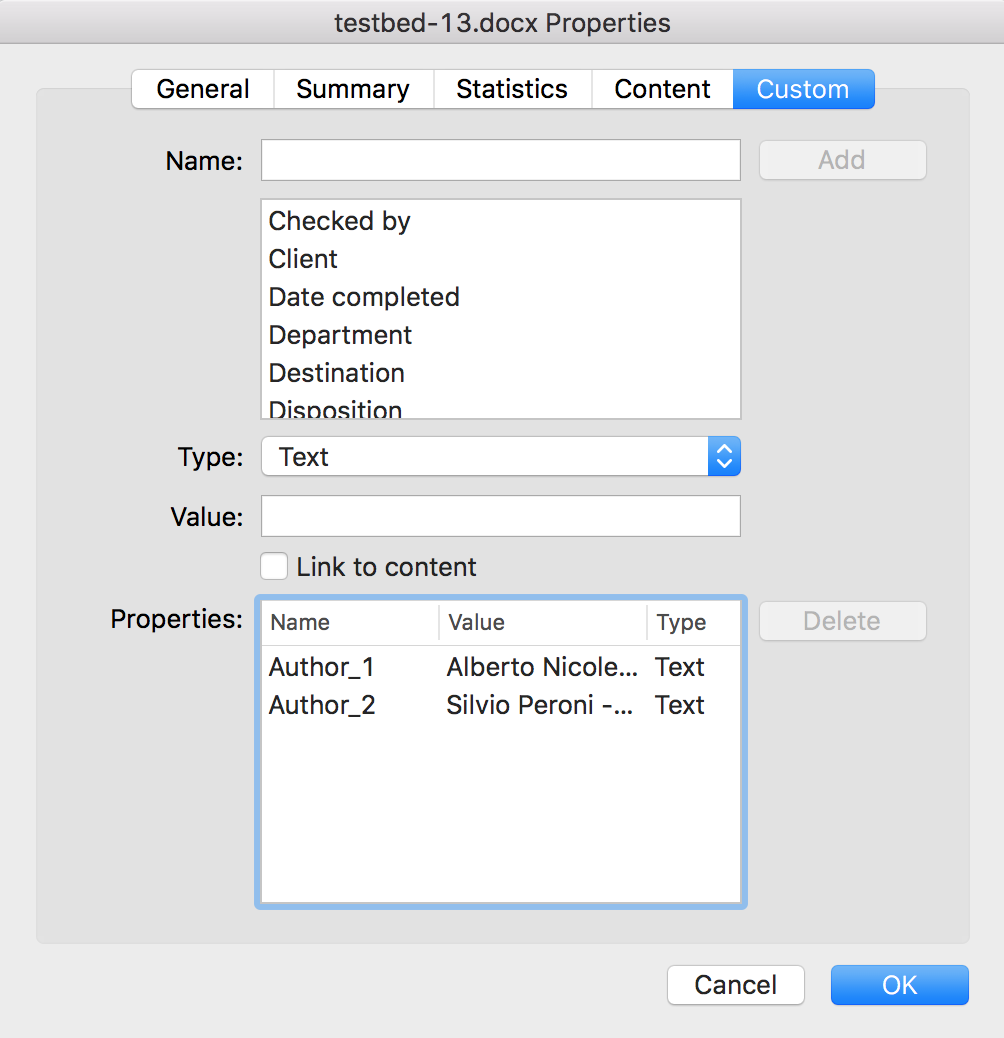 testbed-13.docx Properties
General Summary Statistics Content Custom
Name: Add
Checked by
Client
Date completed
Department
Destination
Disposition
Type: Text
Value:
Link to content
Properties: Name Value Type Delete
Author_1 Alberto Nicole... Text
Author_2 Silvio Peroni -... Text
Cancel OK